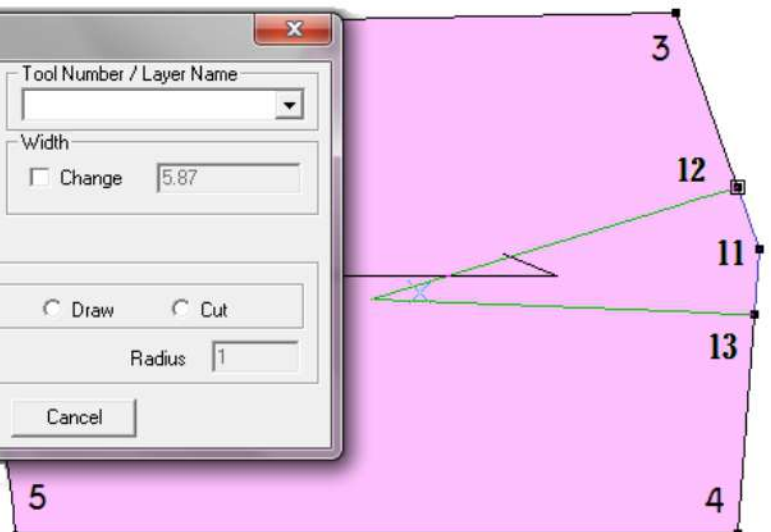 Tool Number / Layer Name
Width
Change
5.87
Draw
Cut
Radius
1
Cancel
3
12
11
13
5
4